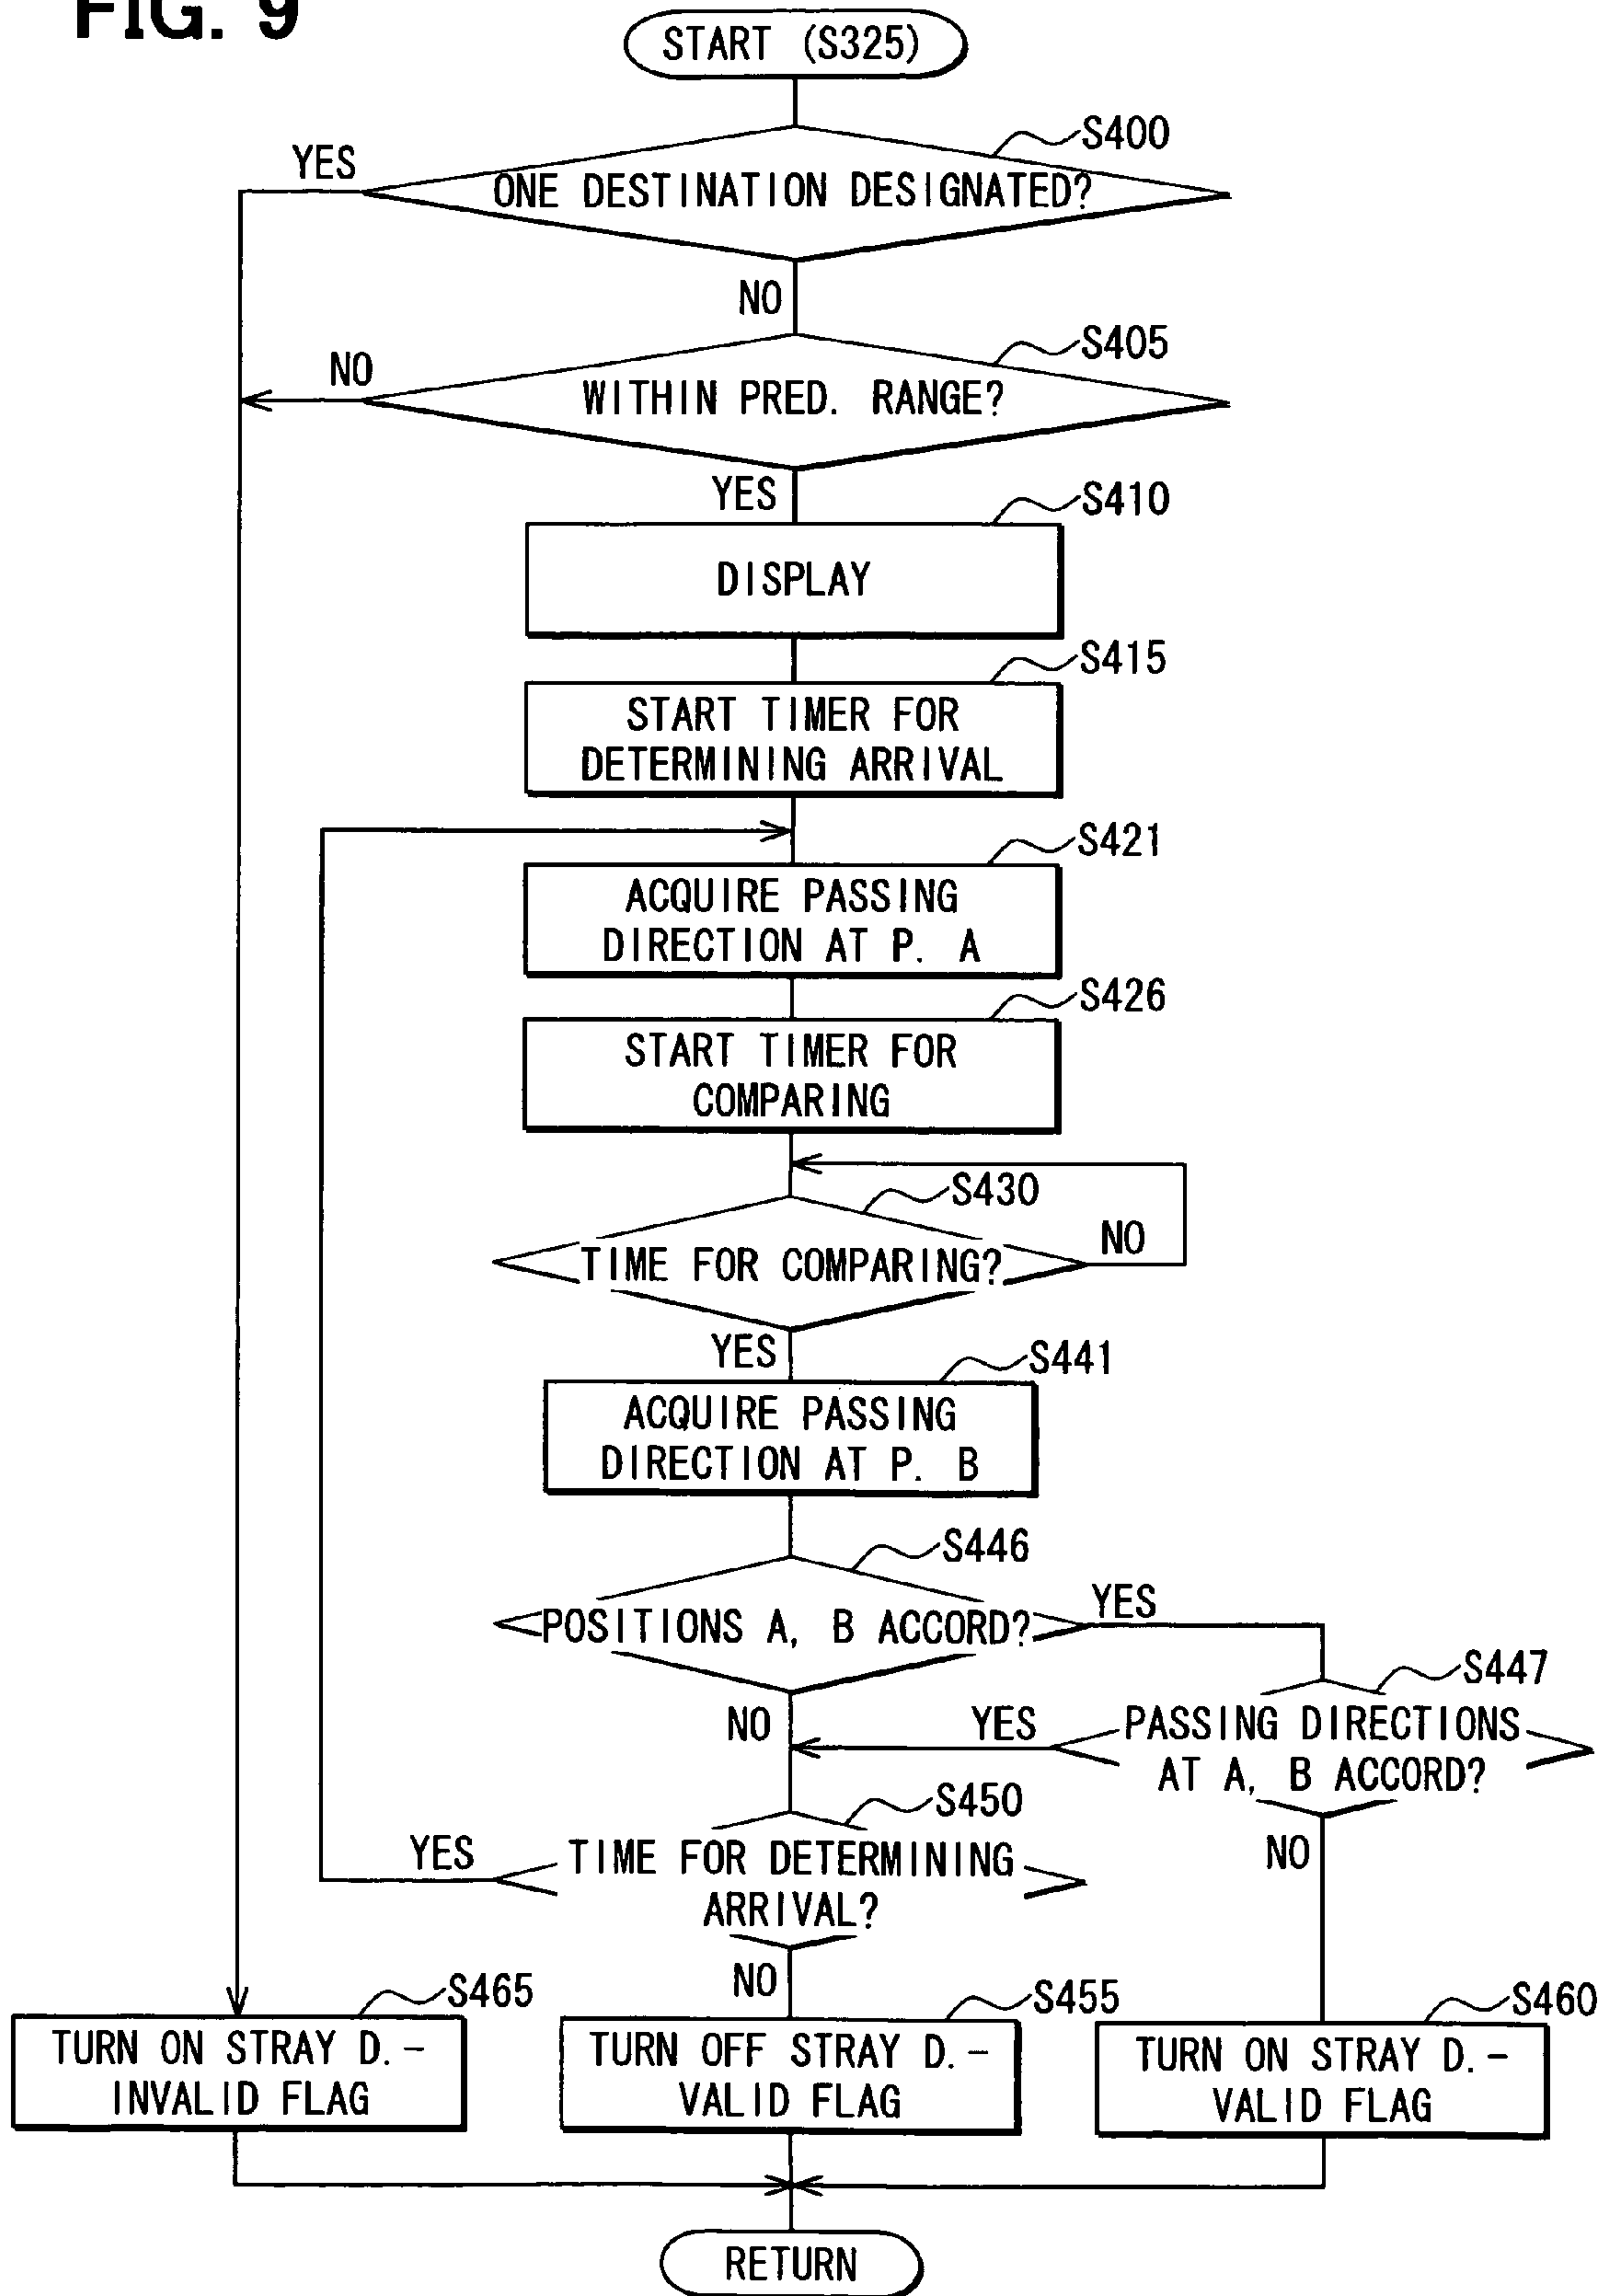 FIG. 9
START (S325)
S400
YES
ONE DESTINATION DESIGNATED?
NO
S405
NO
WITHIN PRED. RANGE?
YES
S410
DISPLAY
S415
START TIMER FOR
DETERMINING ARRIVAL
S421
ACQUIRE PASSING
DIRECTION AT P. A
S426
START TIMER FOR
COMPARING
S430
NO
TIME FOR COMPARING?
YES
S441
ACQUIRE PASSING
DIRECTION AT P. B
S446
YES
POSITIONS A, B ACCORD?
S447
NO
YES
PASSING DIRECTIONS
AT A, B ACCORD?
S450
YES
TIME FOR DETERMINING
ARRIVAL?
NO
NO
S465
S455
S460
TURN ON STRAY D.-
INVALID FLAG
TURN OFF STRAY D.-
VALID FLAG
TURN ON STRAY D.-
VALID FLAG
RETURN